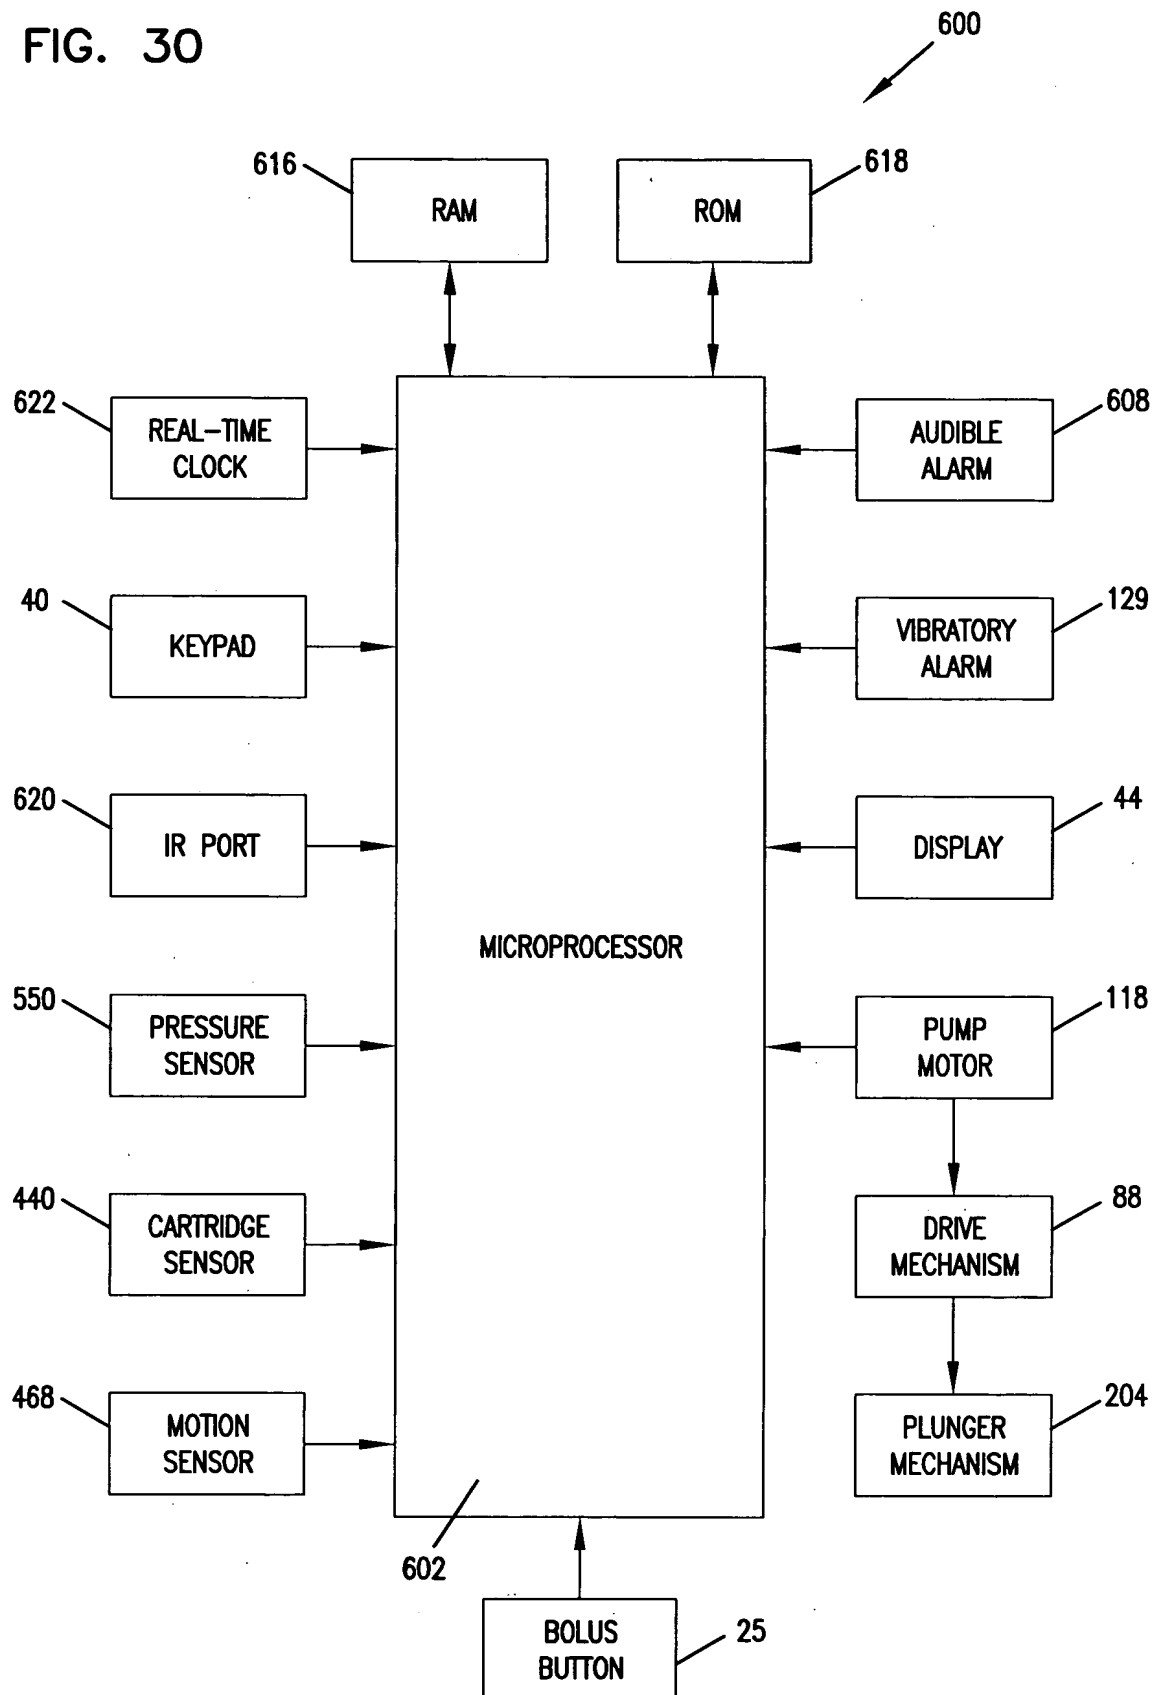 FIG. 30
600
616
RAM
618
ROM
622
REAL-TIME
CLOCK
608
AUDIBLE
ALARM
40
KEYPAD
129
VIBRATORY
ALARM
620
IR PORT
44
DISPLAY
MICROPROCESSOR
550
PRESSURE
SENSOR
118
PUMP
MOTOR
440
CARTRIDGE
SENSOR
88
DRIVE
MECHANISM
468
MOTION
SENSOR
204
PLUNGER
MECHANISM
602
BOLUS
BUTTON
25